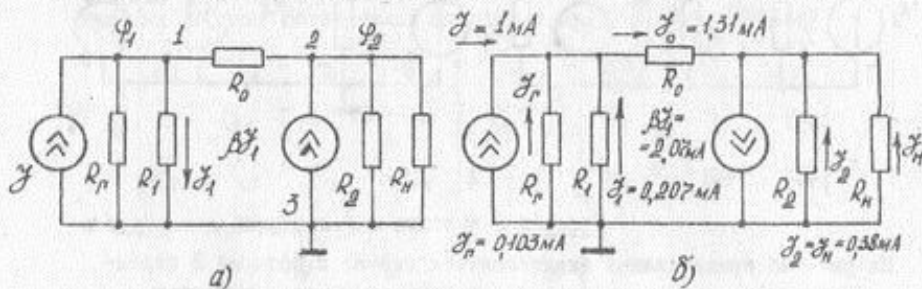 φ₁ 1 R₀ 2 φ₂
J Rг R₁ J₁ βJ₁ R₂ Rн
3
а)
J = 1мА J₀ = 1,31мА
R₀
Jг Rг R₁ βJ₁=
=2,07мА
J₁=0,207мА
R₂ J₂ Rн Jн
Jг=0,103мА J₂=Jн=0,38мА
б)